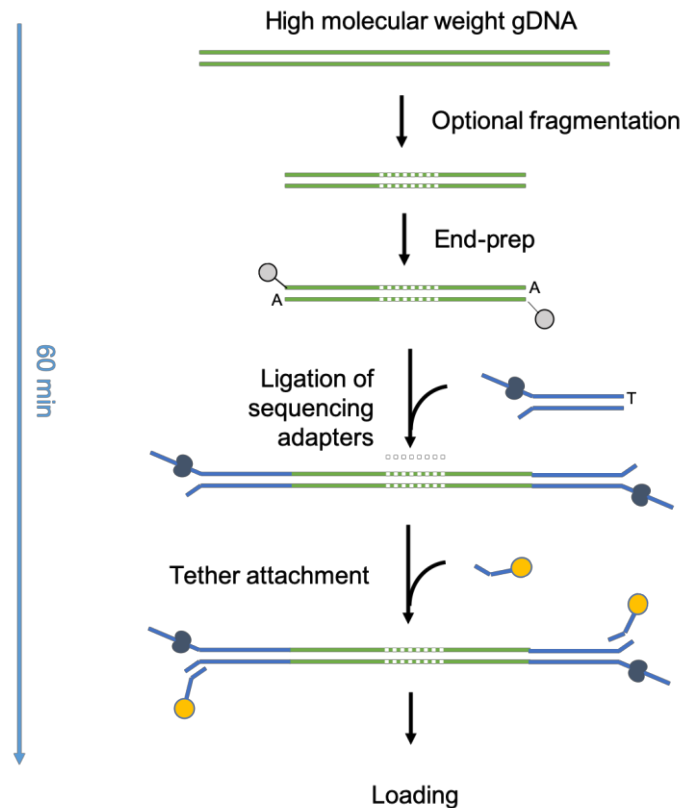 High molecular weight gDNA
Optional fragmentation
End-prep
A
A
60 min
Ligation of
sequencing
adapters
T
Tether attachment
Loading